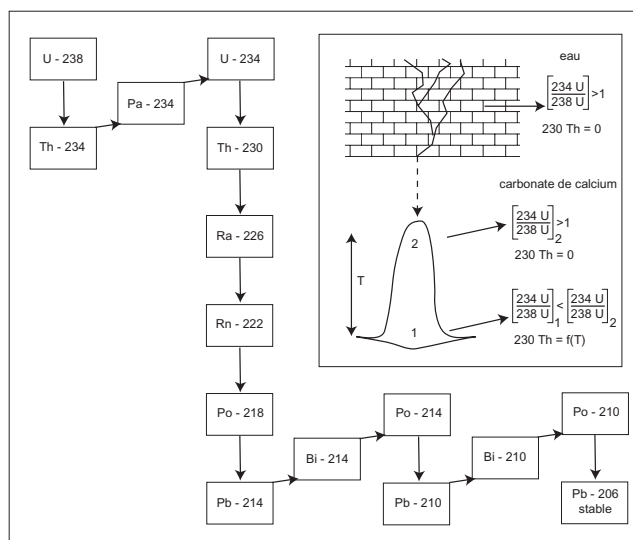 U - 238
U - 234
Pa - 234
Th - 234
Th - 230
Ra - 226
Rn - 222
Po - 218
Po - 214
Po - 210
Bi - 214
Bi - 210
Pb - 214
Pb - 210
Pb - 206
stable
eau
[234 U / 238 U] >1
230 Th = 0
carbonate de calcium
2
[234 U / 238 U]2 >1
230 Th = 0
T
1
[234 U / 238 U]1 < [234 U / 238 U]2
230 Th = f(T)